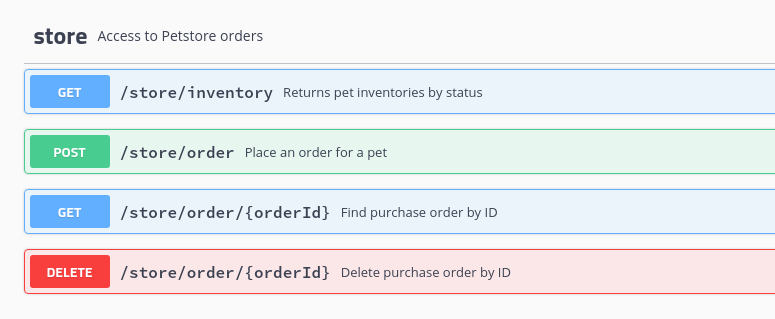 store Access to Petstore orders
GET /store/inventory Returns pet inventories by status
POST /store/order Place an order for a pet
GET /store/order/{orderId} Find purchase order by ID
DELETE /store/order/{orderId} Delete purchase order by ID